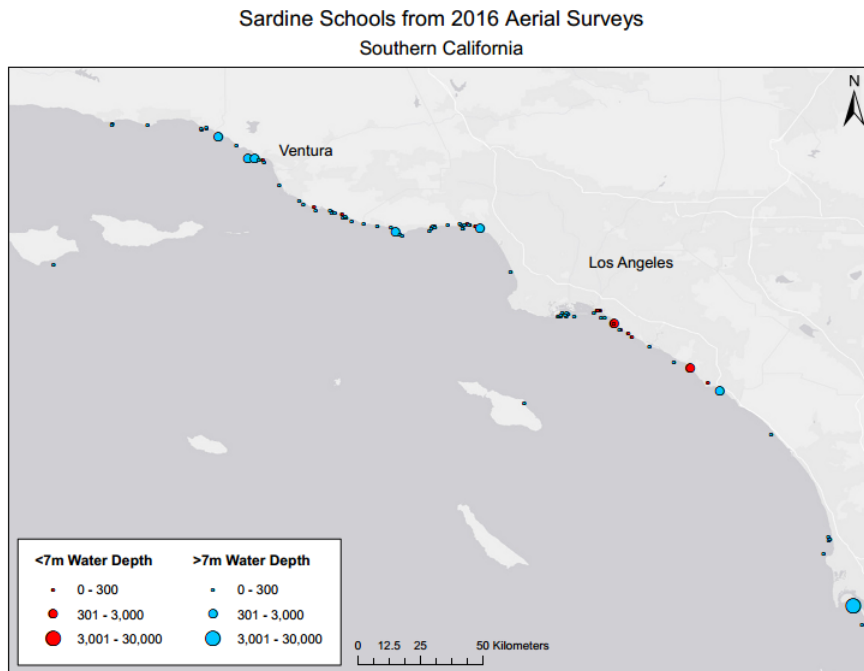 Sardine Schools from 2016 Aerial Surveys
Southern California
N
Ventura
Los Angeles
<7m Water Depth >7m Water Depth
0 - 300 0 - 300
301 - 3,000 301 - 3,000
3,001 - 30,000 3,001 - 30,000
0 12.5 25 50 Kilometers